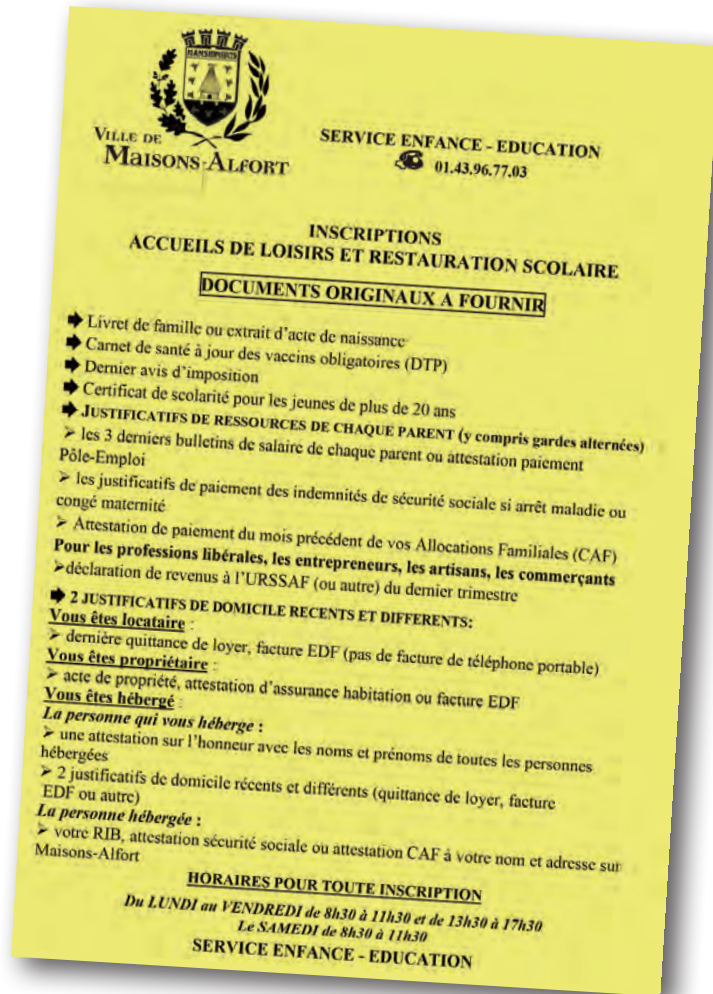 MANSIONIBUS
VILLE DE
MAISONS-ALFORT
SERVICE ENFANCE - EDUCATION
01.43.96.77.03
INSCRIPTIONS
ACCUEILS DE LOISIRS ET RESTAURATION SCOLAIRE
DOCUMENTS ORIGINAUX A FOURNIR
➨ Livret de famille ou extrait d'acte de naissance
➨ Carnet de santé à jour des vaccins obligatoires (DTP)
➨ Dernier avis d'imposition
➨ Certificat de scolarité pour les jeunes de plus de 20 ans
➨ JUSTIFICATIFS DE RESSOURCES DE CHAQUE PARENT (y compris gardes alternées)
➢ les 3 derniers bulletins de salaire de chaque parent ou attestation paiement
Pôle-Emploi
➢ les justificatifs de paiement des indemnités de sécurité sociale si arrêt maladie ou
congé maternité
➢ Attestation de paiement du mois précédent de vos Allocations Familiales (CAF)
Pour les professions libérales, les entrepreneurs, les artisans, les commerçants
➢déclaration de revenus à l'URSSAF (ou autre) du dernier trimestre
➨ 2 JUSTIFICATIFS DE DOMICILE RECENTS ET DIFFERENTS:
Vous êtes locataire :
➢ dernière quittance de loyer, facture EDF (pas de facture de téléphone portable)
Vous êtes propriétaire :
➢ acte de propriété, attestation d'assurance habitation ou facture EDF
Vous êtes hébergé :
La personne qui vous héberge :
➢ une attestation sur l'honneur avec les noms et prénoms de toutes les personnes
hébergées
➢ 2 justificatifs de domicile récents et différents (quittance de loyer, facture
EDF ou autre)
La personne hébergée :
➢ votre RIB, attestation sécurité sociale ou attestation CAF à votre nom et adresse sur
Maisons-Alfort
HORAIRES POUR TOUTE INSCRIPTION
Du LUNDI au VENDREDI de 8h30 à 11h30 et de 13h30 à 17h30
Le SAMEDI de 8h30 à 11h30
SERVICE ENFANCE - EDUCATION